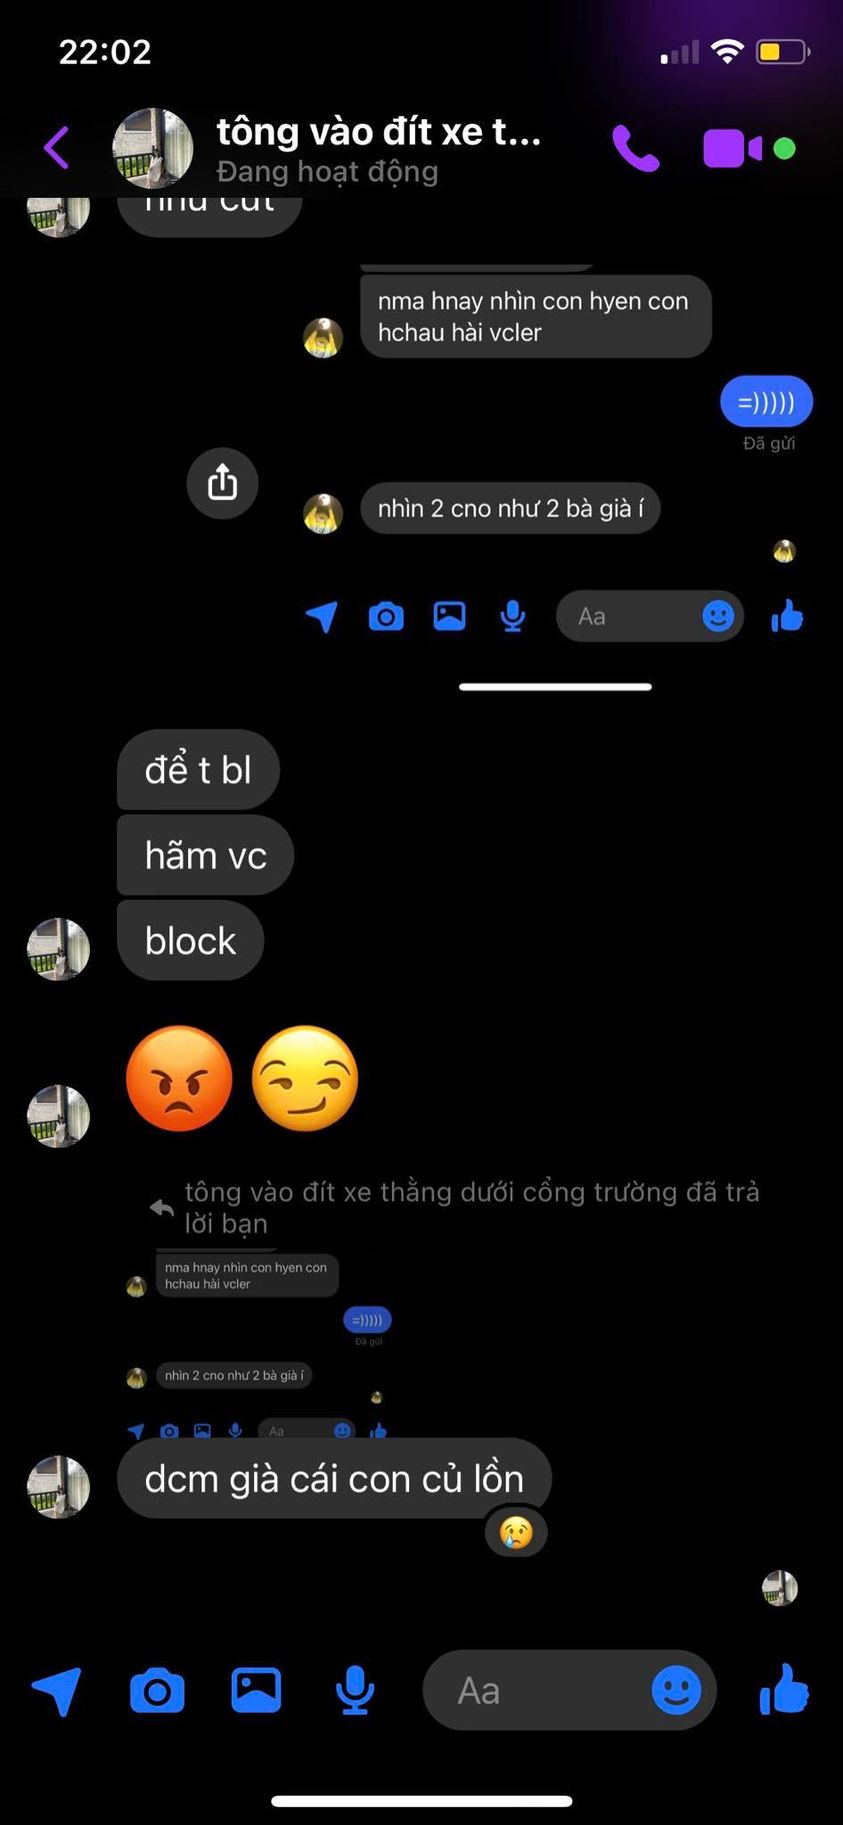 22:02
tông vào đít xe t...
Đang hoạt động
như cứt
nma hnay nhìn con hyen con
hchau hài vcler
=)))))
Đã gửi
nhìn 2 cno như 2 bà già í
Aa
để t bl
hãm vc
block
tông vào đít xe thằng dưới cổng trường đã trả
lời bạn
nma hnay nhìn con hyen con
hchau hài vcler
=)))))
Đã gửi
nhìn 2 cno như 2 bà già í
Aa
dcm già cái con củ lồn
Aa